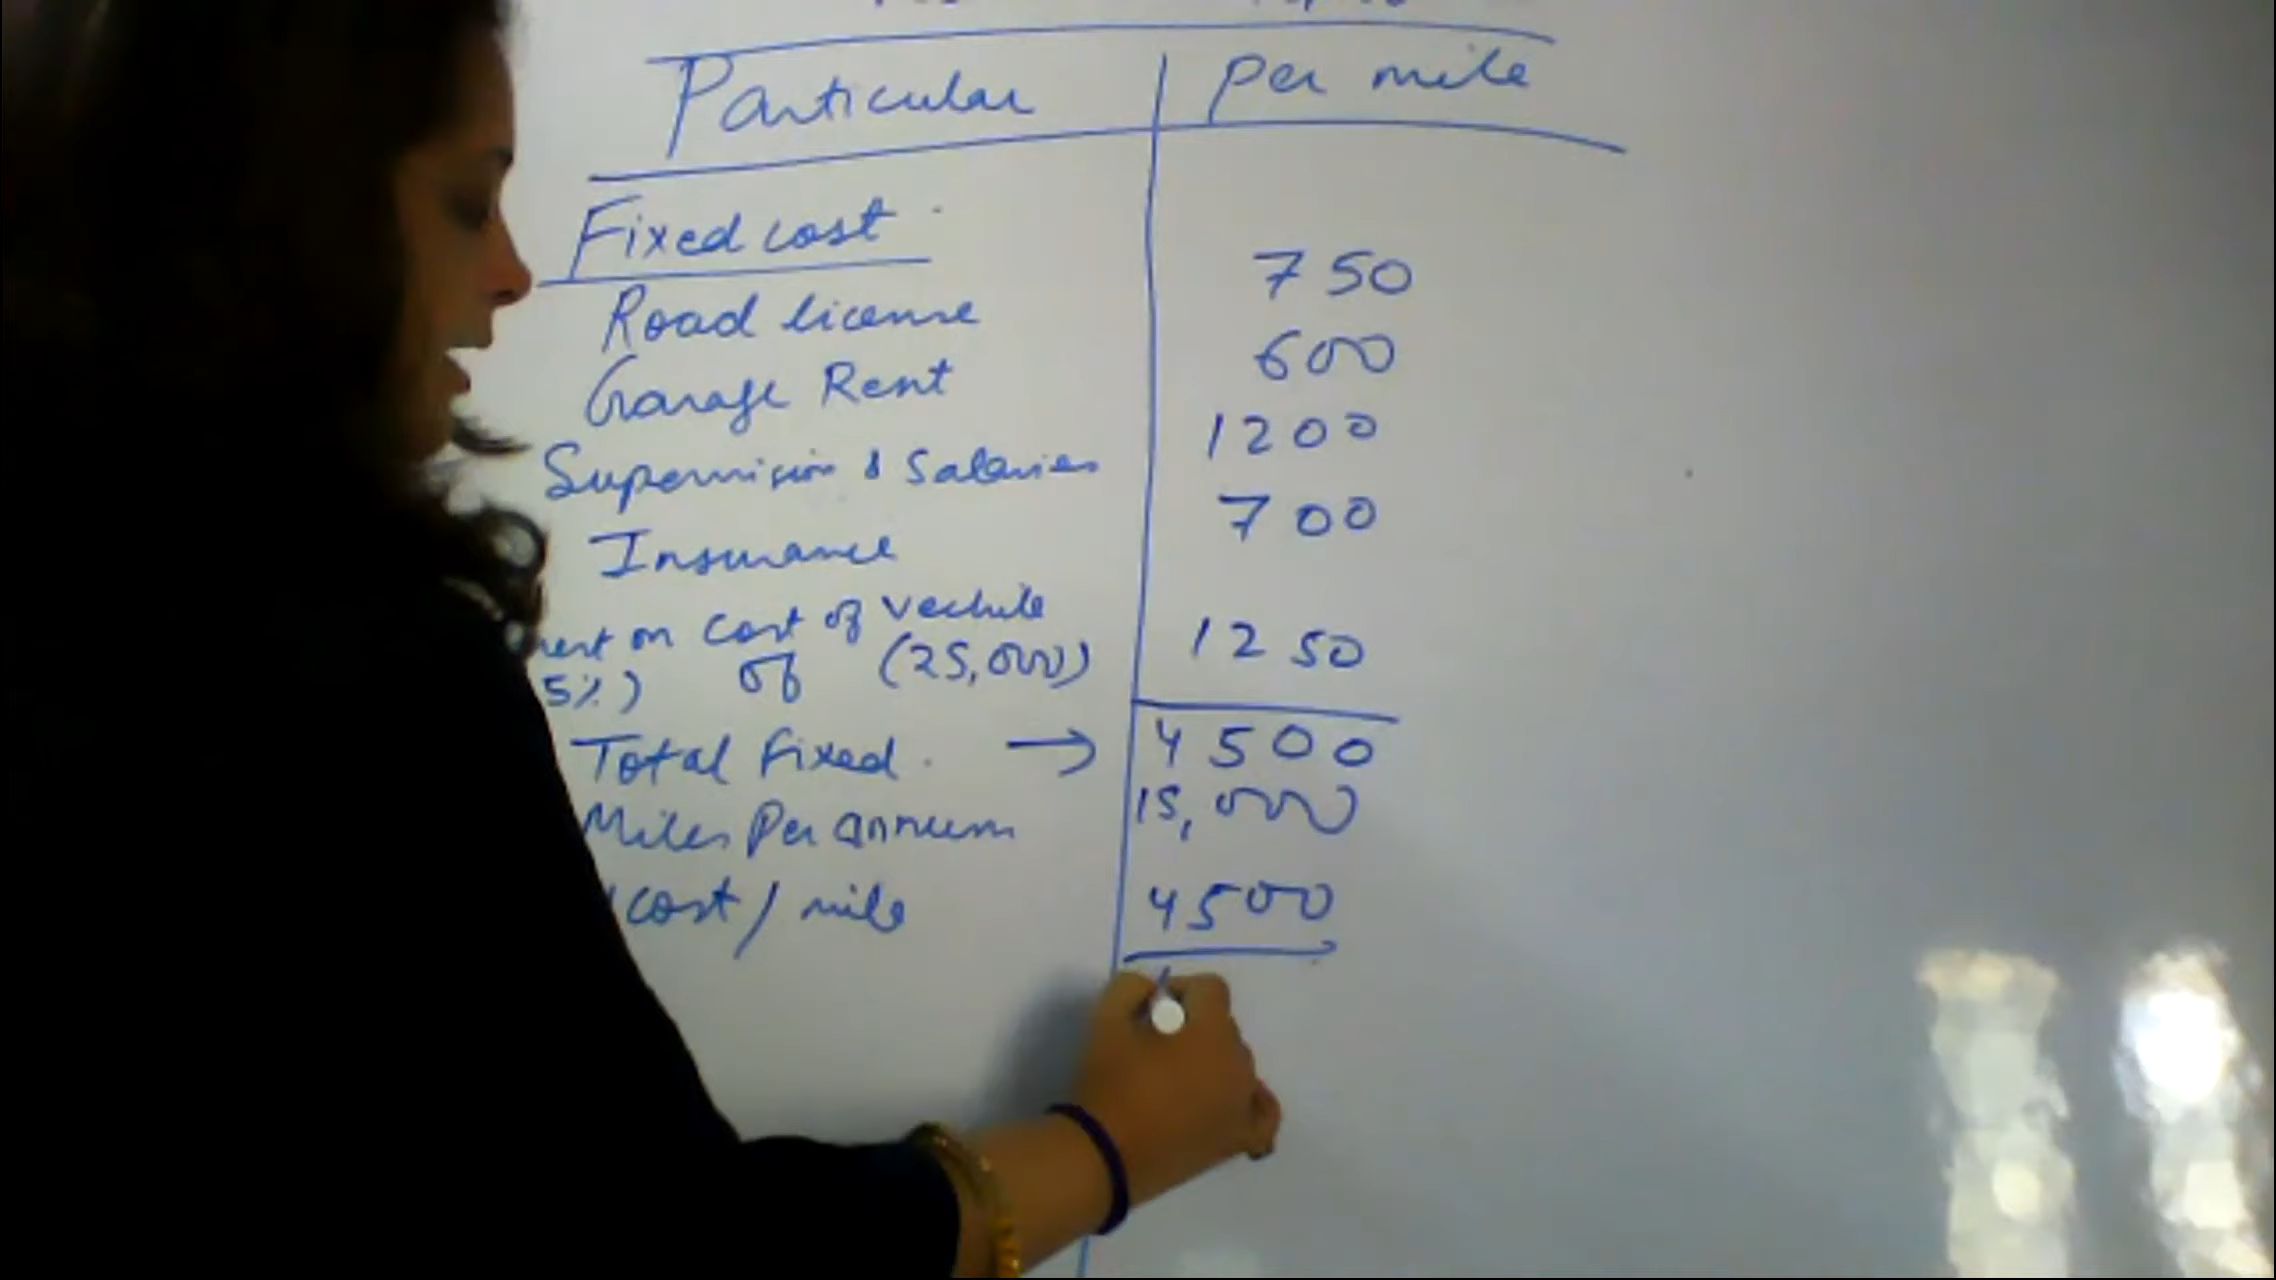 Particular | per mile
Fixed cost
Road license 750
Garage Rent 600
Supervision & Salaries 1200
Insurance 700
on cost of vechile
5%) of (25,000) 1250
Total fixed → 4500
Miles Per annum 15,000
cost / mile 4500